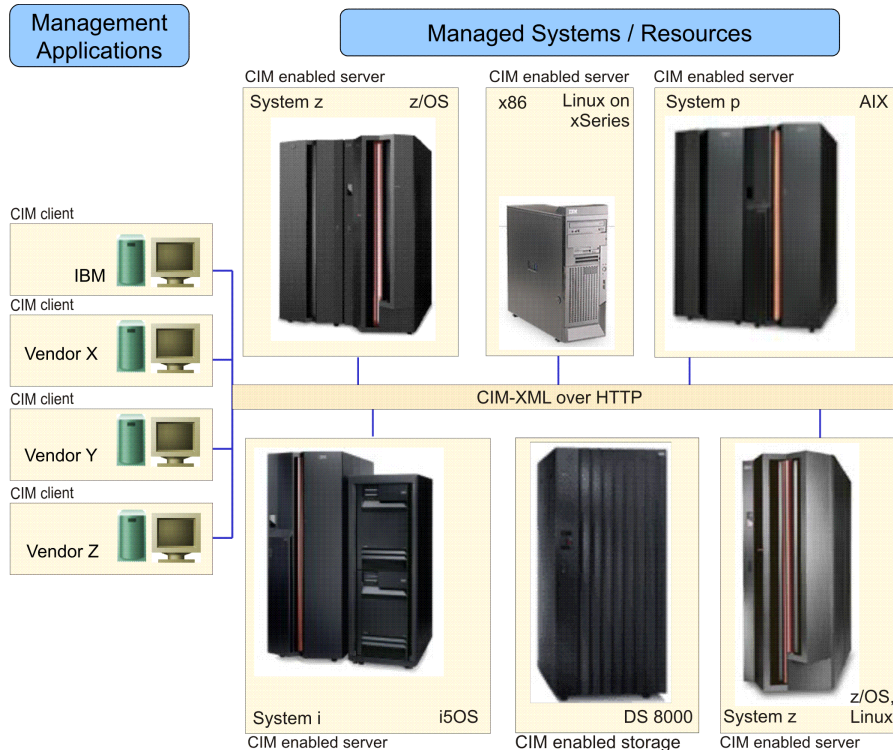 Management
Applications
Managed Systems / Resources
CIM enabled server
CIM enabled server
CIM enabled server
System z z/OS
x86 Linux on
xSeries
System p AIX
CIM client
IBM
CIM client
Vendor X
CIM client
Vendor Y
CIM client
Vendor Z
CIM-XML over HTTP
System i i5OS
CIM enabled server
DS 8000
CIM enabled storage
z/OS,
System z Linux
CIM enabled server